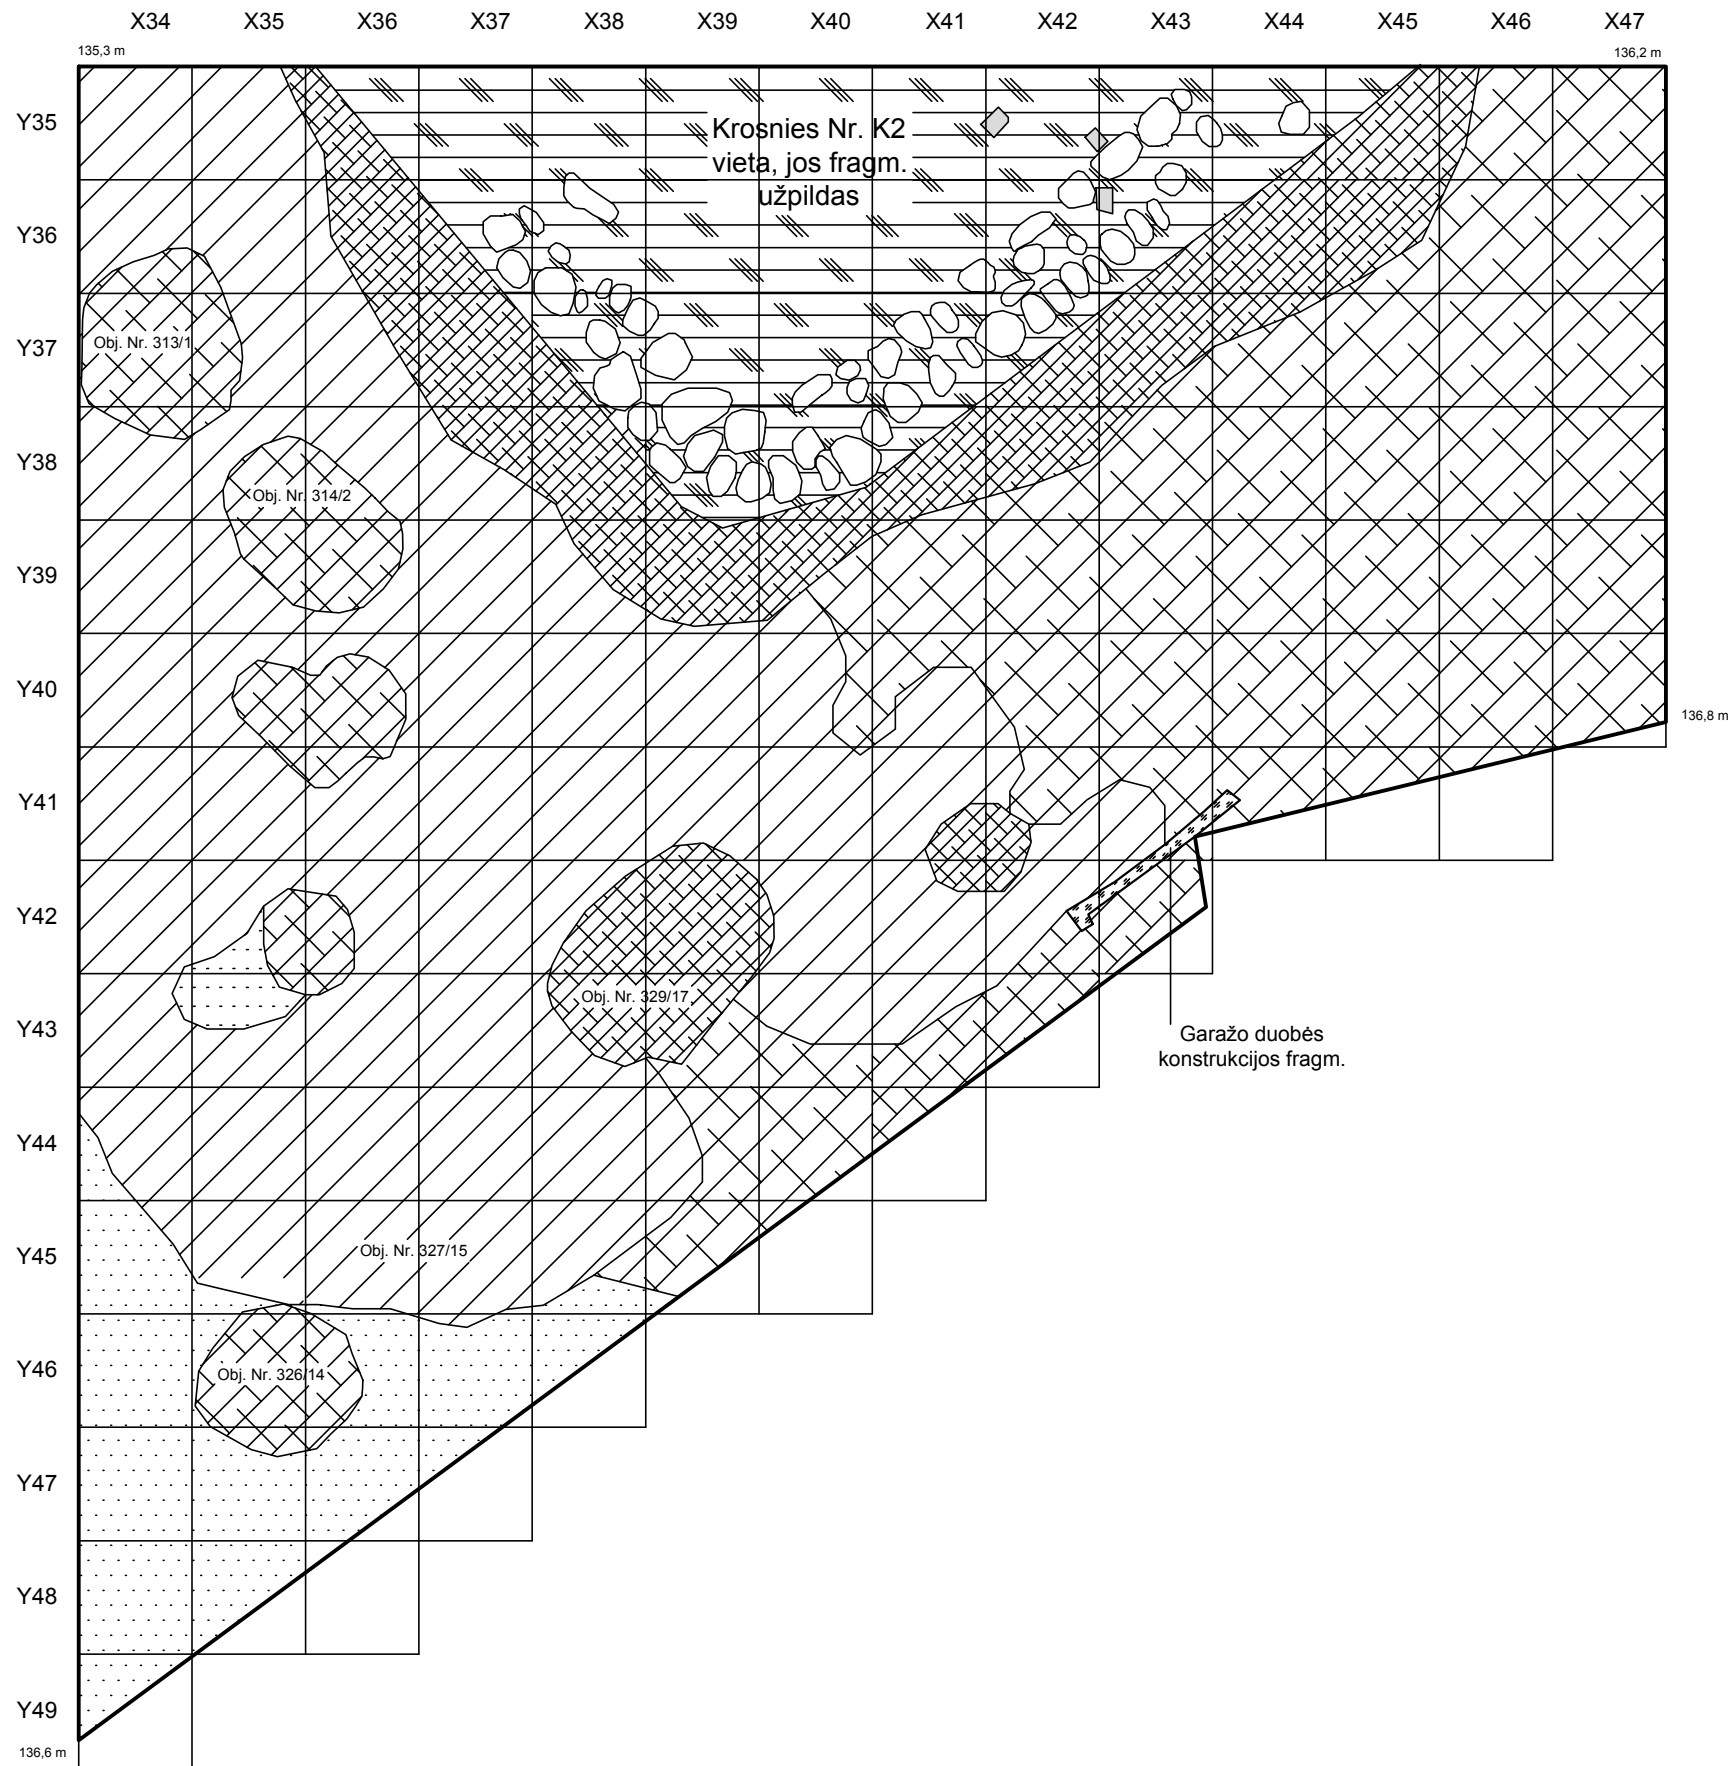 X34 X35 X36 X37 X38 X39 X40 X41 X42 X43 X44 X45 X46 X47
135,3 m
136,2 m
Y35
Krosnies Nr. K2
vieta, jos fragm.
užpildas
Y36
Y37
Obj. Nr. 313/1
Y38
Obj. Nr. 314/2
Y39
Y40
136,8 m
Y41
Y42
Obj. Nr. 329/17
Y43
Garažo duobės
konstrukcijos fragm.
Y44
Y45
Obj. Nr. 327/15
Y46
Obj. Nr. 326/14
Y47
Y48
Y49
136,6 m